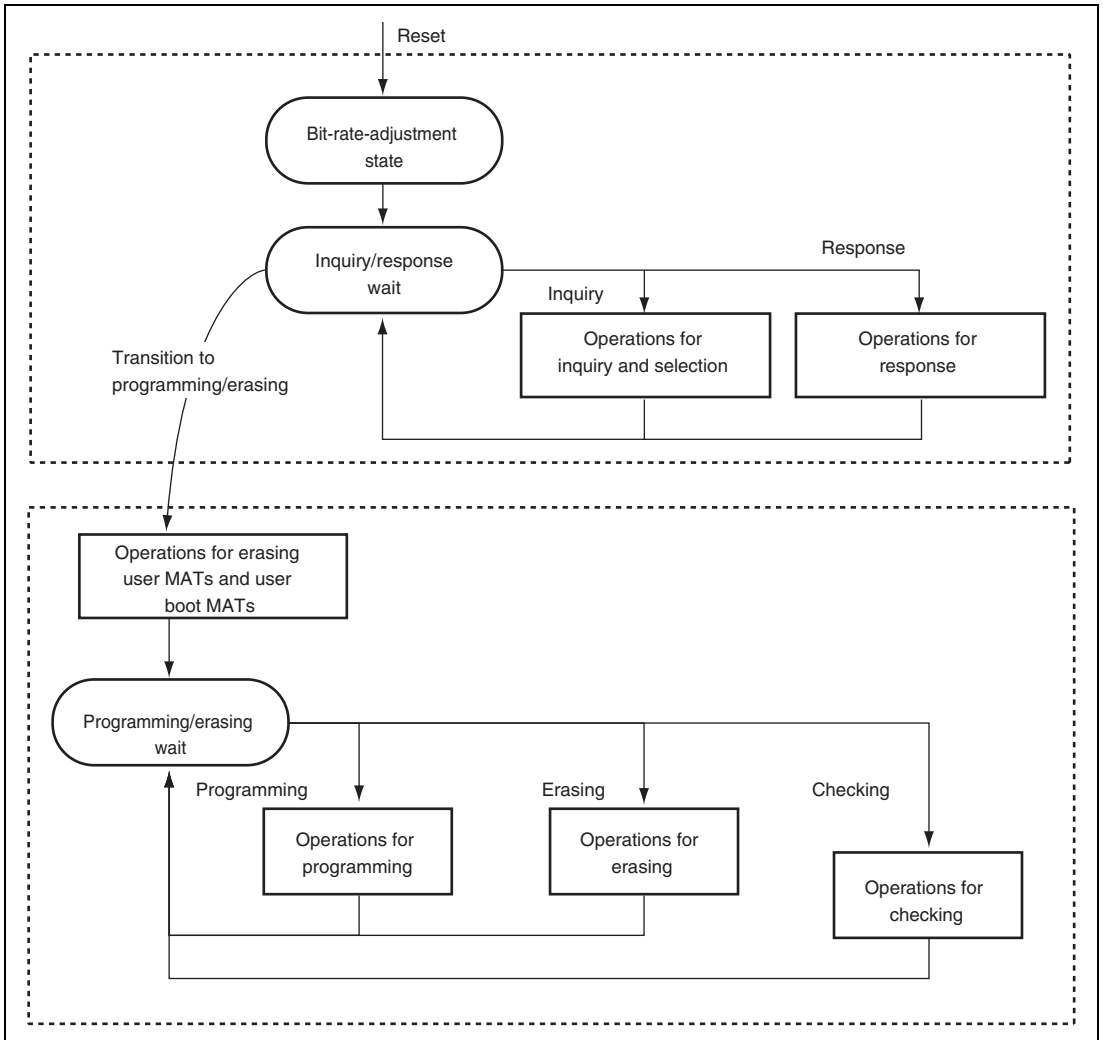 Reset
Bit-rate-adjustment
state
Inquiry/response
wait
Response
Inquiry
Operations for
inquiry and selection
Operations for
response
Transition to
programming/erasing
Operations for erasing
user MATs and user
boot MATs
Programming/erasing
wait
Programming
Erasing
Checking
Operations for
programming
Operations for
erasing
Operations for
checking